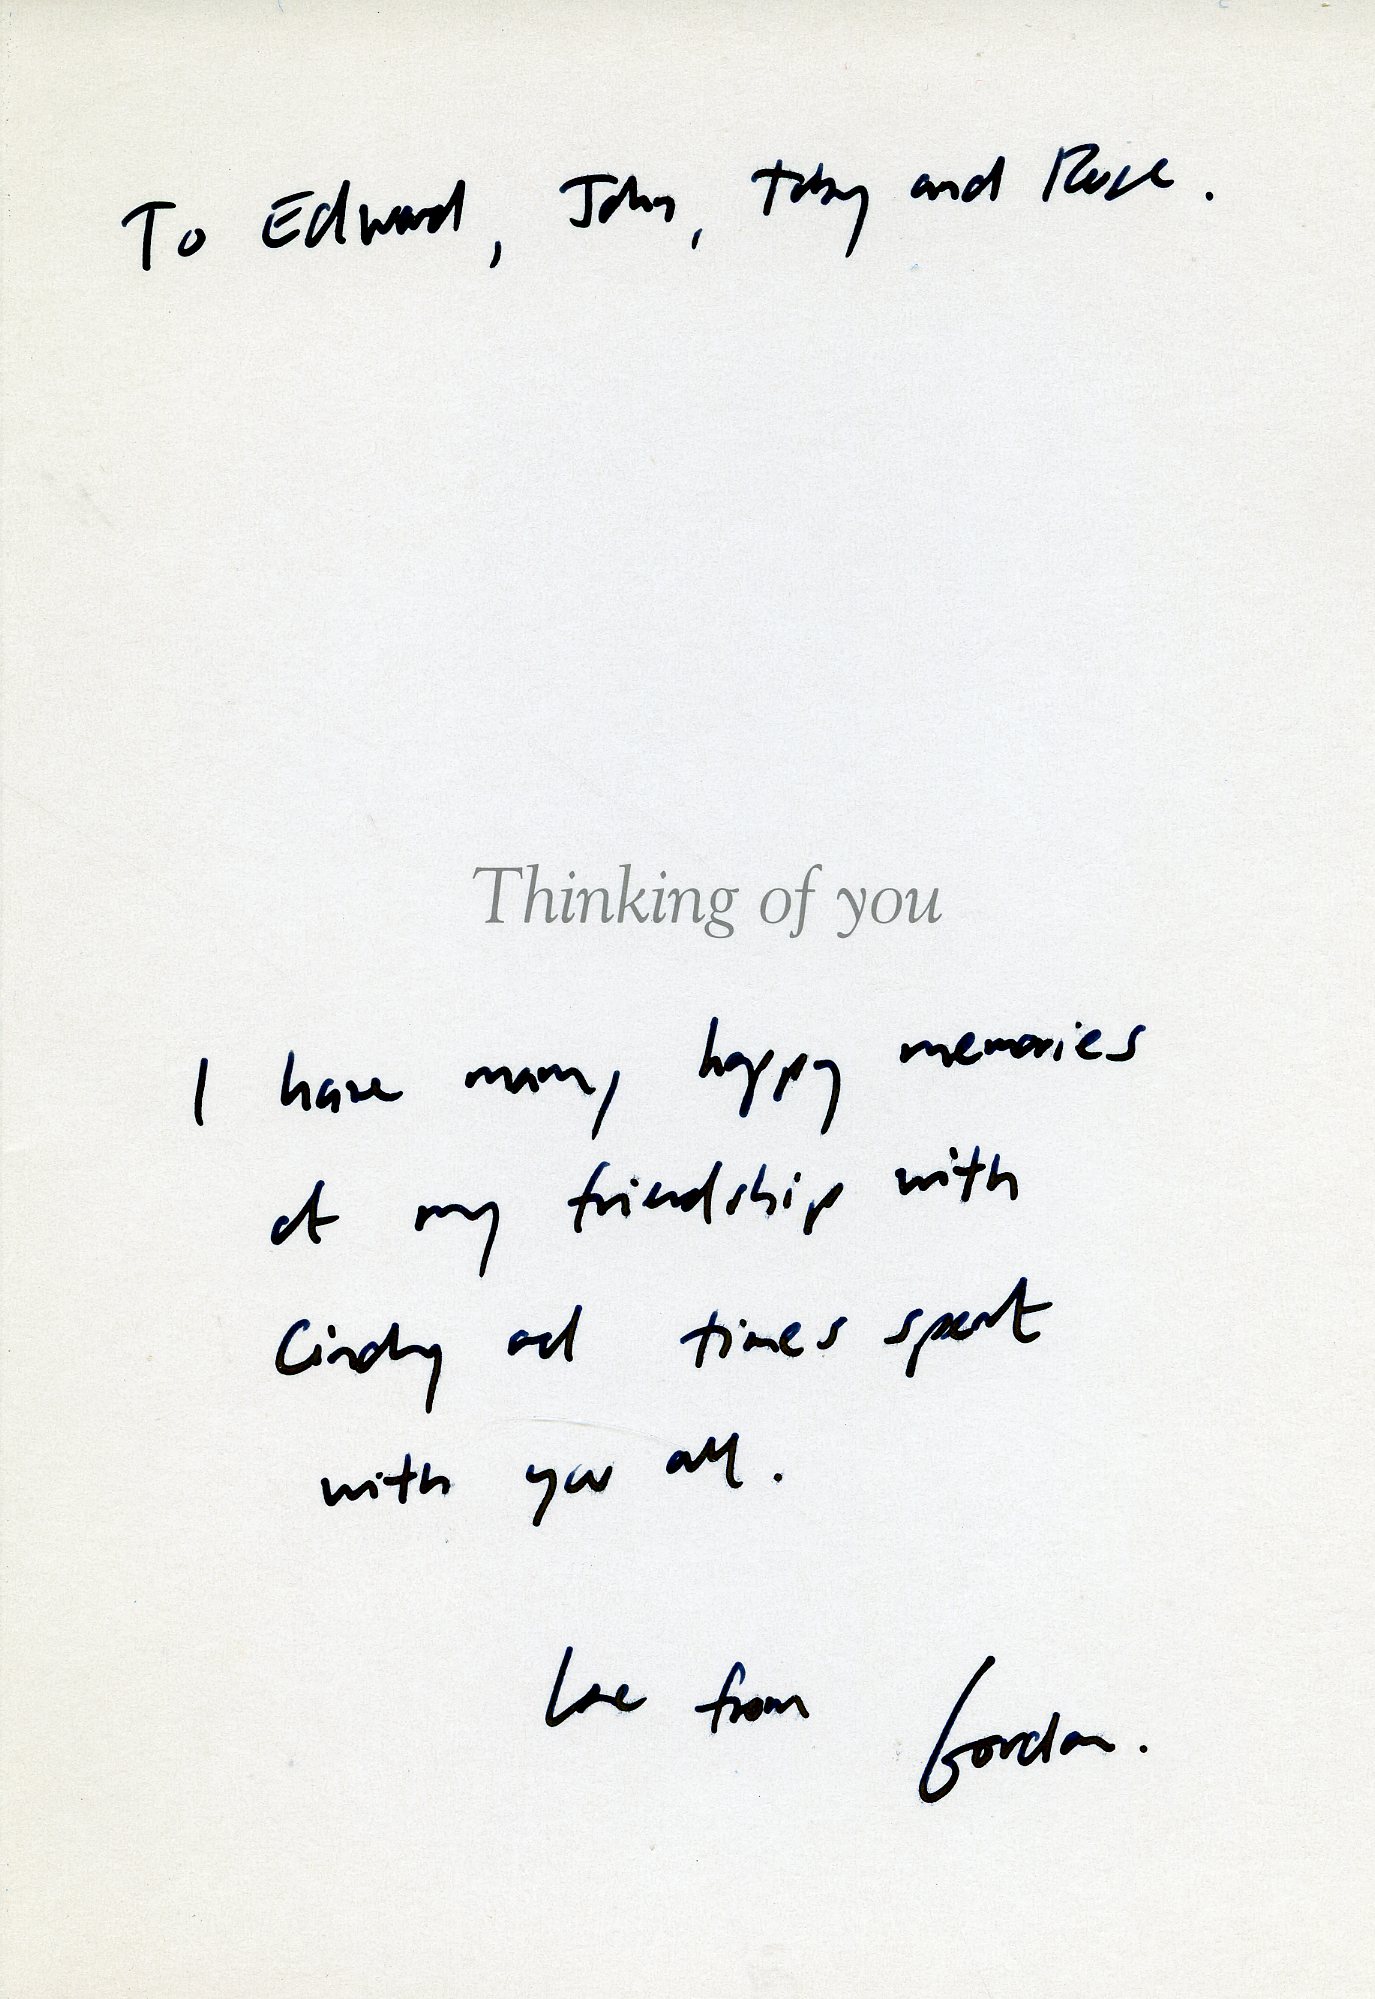 To Edward, John, Toby and Rose.
Thinking of you
I have many happy memories
of my friendship with
Cindy and times spent
with you all.
Love from Gordon.